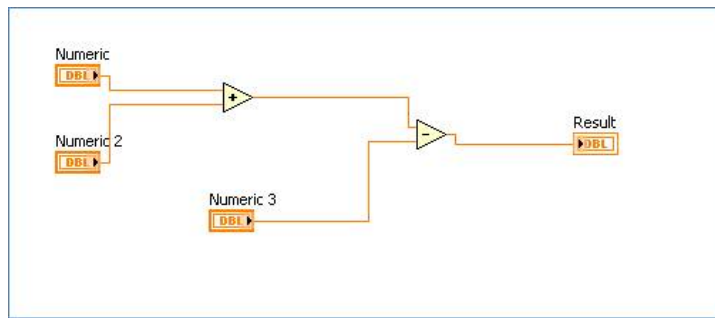 Numeric
DBL
+
Numeric 2
DBL
-
Result
DBL
Numeric 3
DBL